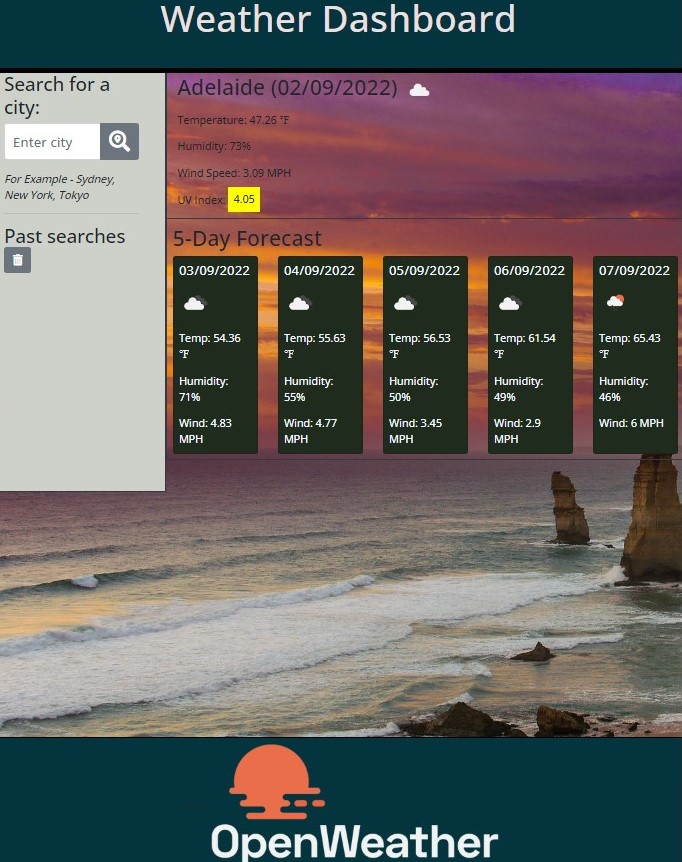 Weather Dashboard
Search for a
city:
Enter city
For Example - Sydney,
New York, Tokyo
Past searches
Adelaide (02/09/2022)
Temperature: 47.26 °F
Humidity: 73%
Wind Speed: 3.09 MPH
UV Index: 4.05
5-Day Forecast
03/09/2022
Temp: 54.36
°F
Humidity:
71%
Wind: 4.83
MPH
04/09/2022
Temp: 55.63
°F
Humidity:
55%
Wind: 4.77
MPH
05/09/2022
Temp: 56.53
°F
Humidity:
50%
Wind: 3.45
MPH
06/09/2022
Temp: 61.54
°F
Humidity:
49%
Wind: 2.9
MPH
07/09/2022
Temp: 65.43
°F
Humidity:
46%
Wind: 6 MPH
OpenWeather